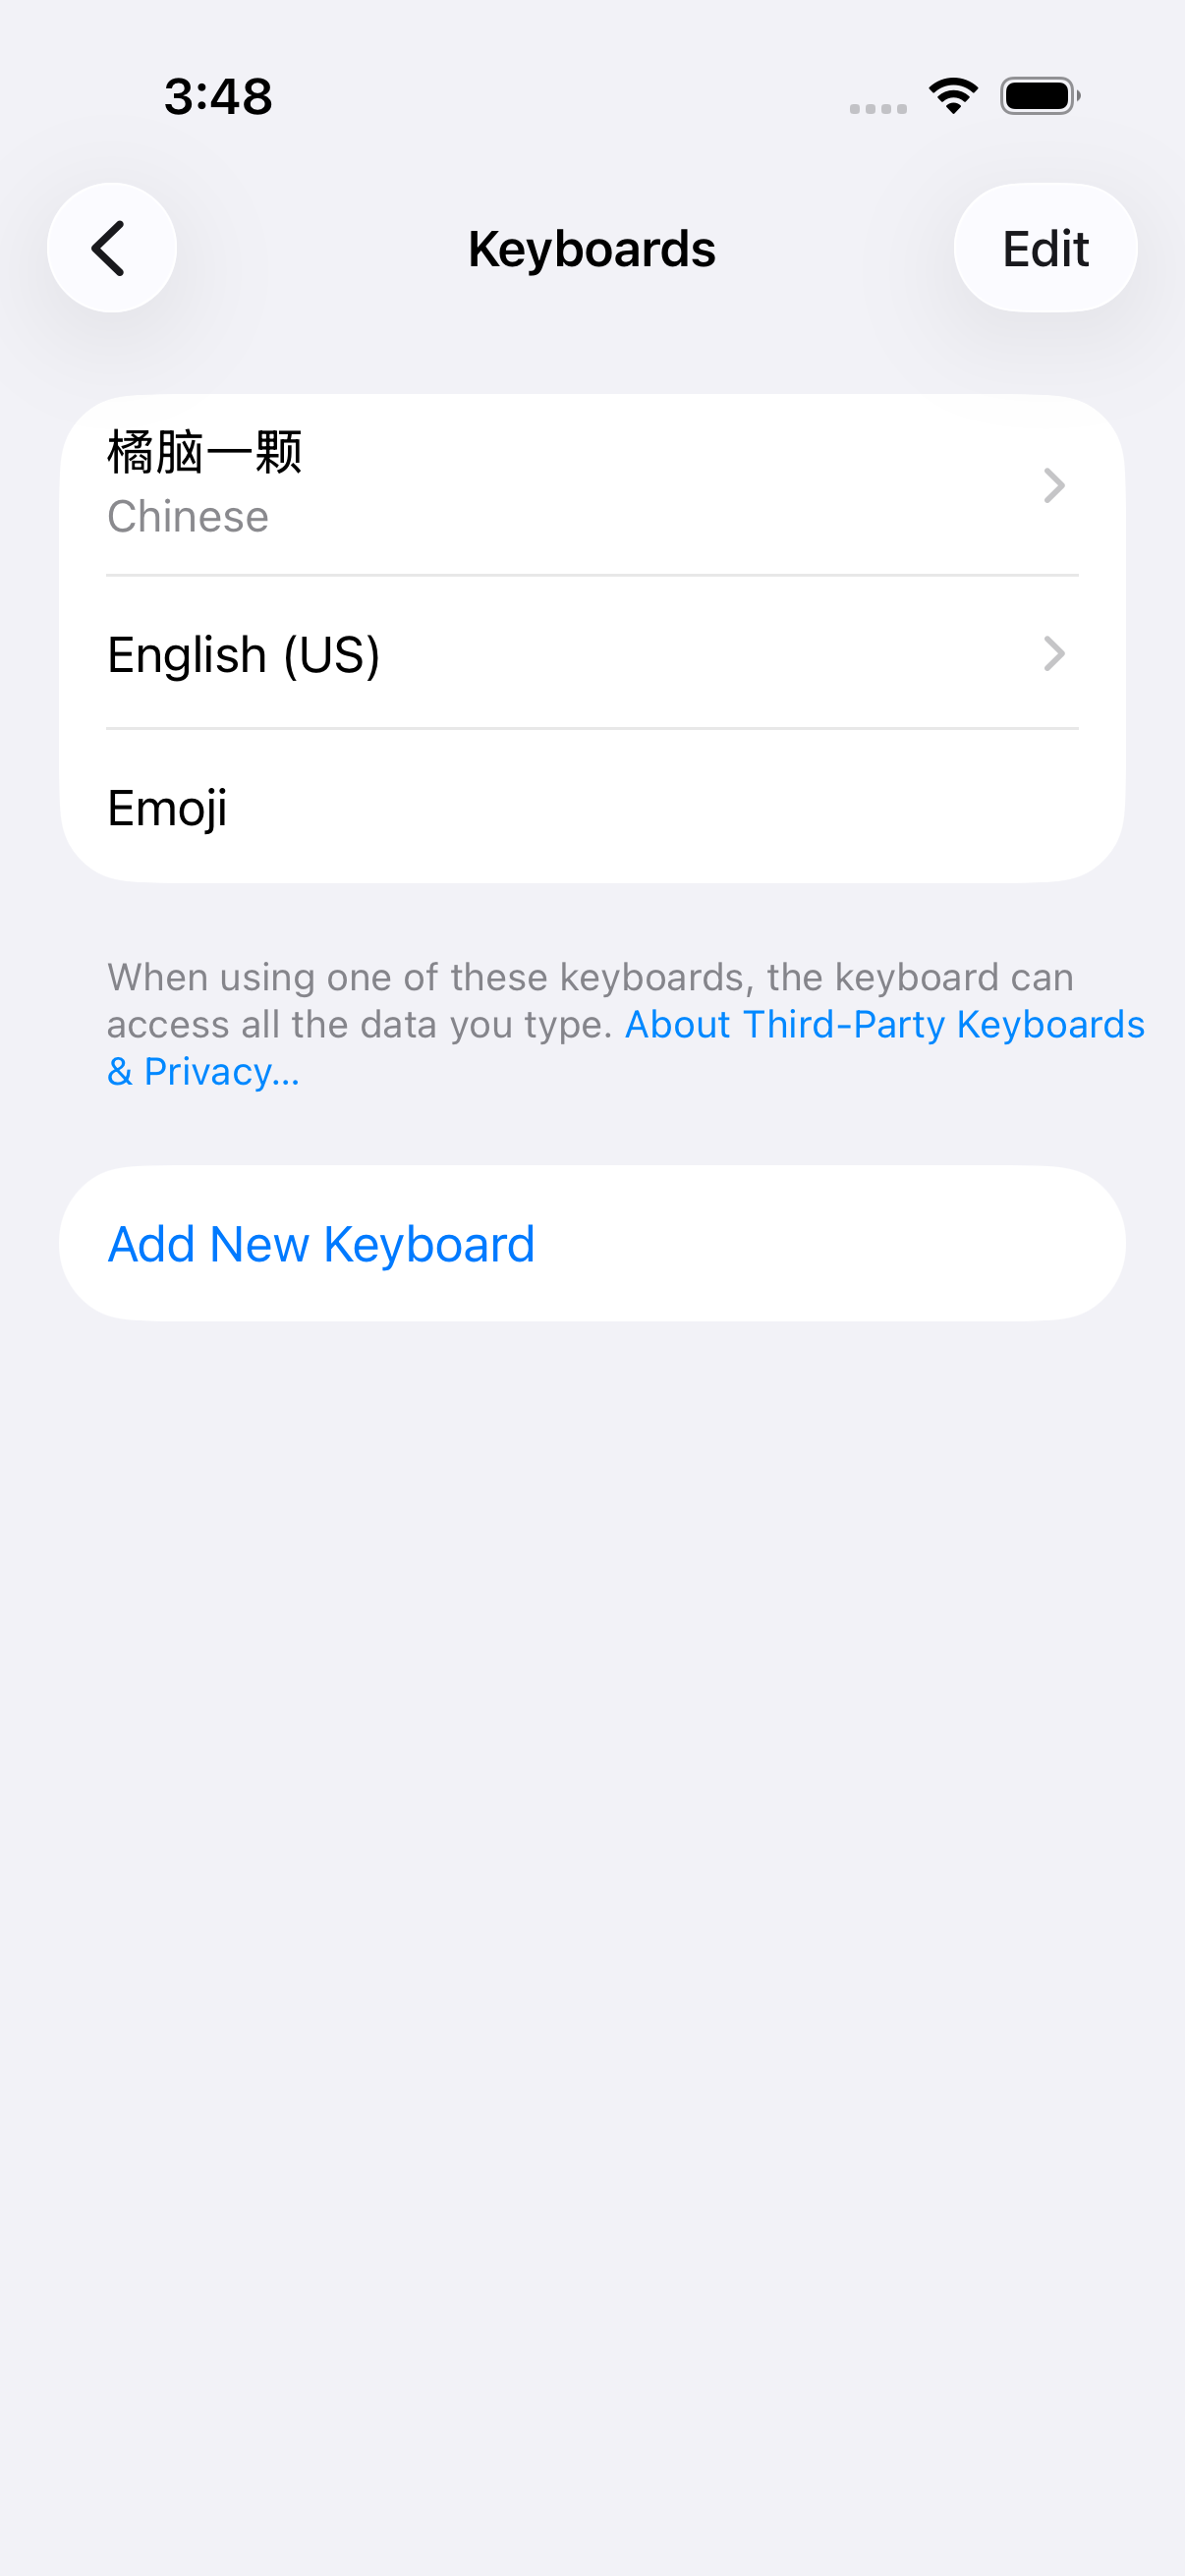 3:48
Keyboards
Edit
橘脑一颗
Chinese
English (US)
Emoji
When using one of these keyboards, the keyboard can
access all the data you type. About Third-Party Keyboards
& Privacy...
Add New Keyboard